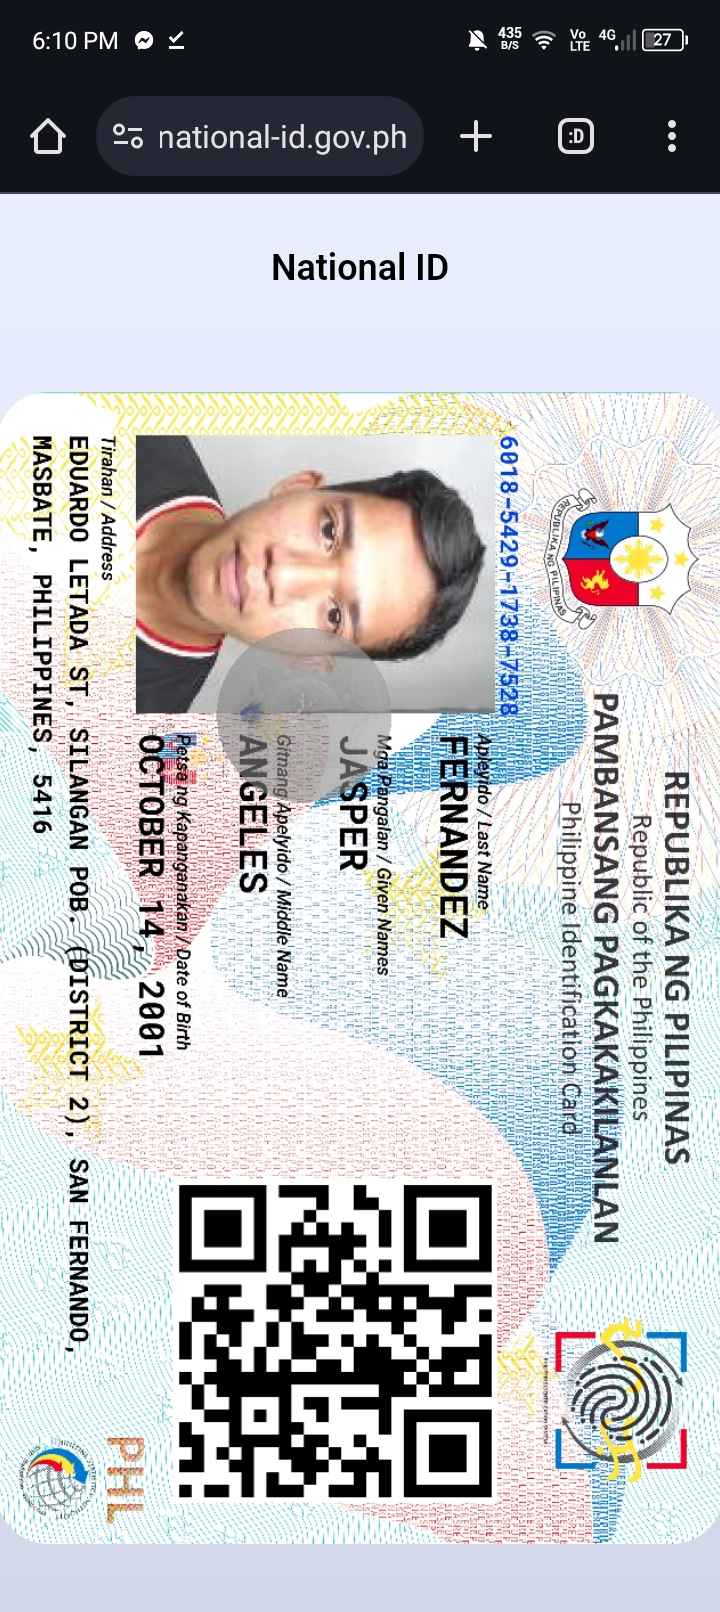 6:10 PM
435
B/S
Vo
LTE
4G
27
national-id.gov.ph
:D
National ID
REPUBLIKA NG PILIPINAS
Republic of the Philippines
PAMBANSANG PAGKAKAKILANLAN
Philippine Identification Card
REPUBLIKA NG PILIPINAS
6018-5429-1738-7528
Apelyido / Last Name
FERNANDEZ
Mga Pangalan / Given Names
JASPER
Gitnang Apelyido / Middle Name
ANGELES
Petsa ng Kapanganakan / Date of Birth
OCTOBER 14, 2001
Tirahan / Address
EDUARDO LETADA ST, SILANGAN POB. (DISTRICT 2), SAN FERNANDO,
MASBATE, PHILIPPINES, 5416
PHL